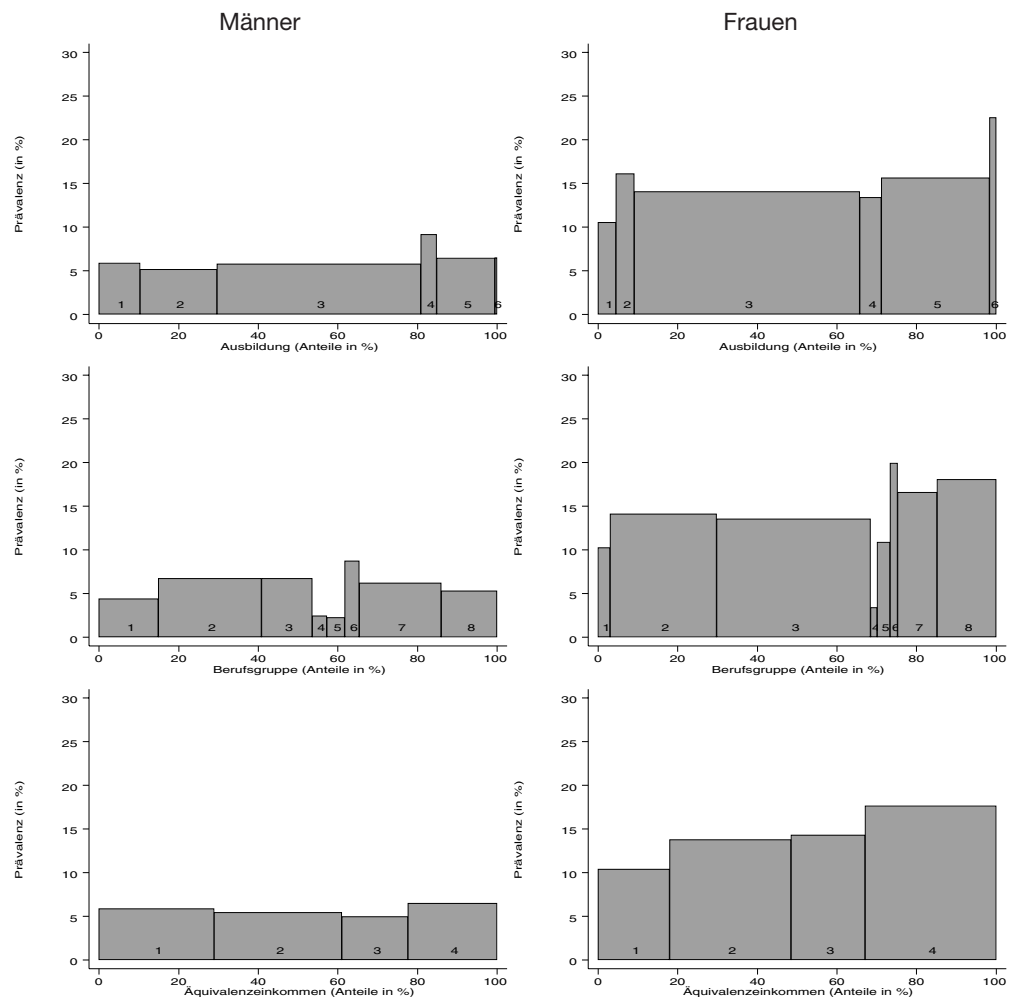 Männer Frauen
30 30
25 25
20 20
15 15
10 10
5 5
0 0
Prävalenz (in %) Prävalenz (in %)
1 2 3 4 5 6 1 2 3 4 5 6
0 20 40 60 80 100 0 20 40 60 80 100
Ausbildung (Anteile in %) Ausbildung (Anteile in %)
30 30
25 25
20 20
15 15
10 10
5 5
0 0
Prävalenz (in %) Prävalenz (in %)
1 2 3 4 5 6 7 8 1 2 3 4 5 6 7 8
0 20 40 60 80 100 0 20 40 60 80 100
Berufsgruppe (Anteile in %) Berufsgruppe (Anteile in %)
30 30
25 25
20 20
15 15
10 10
5 5
0 0
Prävalenz (in %) Prävalenz (in %)
1 2 3 4 1 2 3 4
0 20 40 60 80 100 0 20 40 60 80 100
Äquivalenzeinkommen (Anteile in %) Äquivalenzeinkommen (Anteile in %)